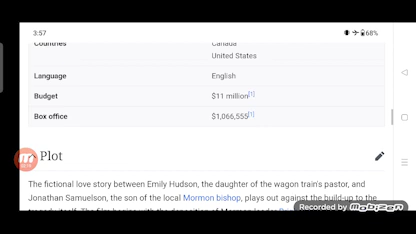 3:57
68%
Countries Canada
United States
Language English
Budget $11 million[1]
Box office $1,066,555[1]
Plot
The fictional love story between Emily Hudson, the daughter of the wagon train's pastor, and
Jonathan Samuelson, the son of the local Mormon bishop, plays out against the build-up to the
Recorded by MOBIZEN